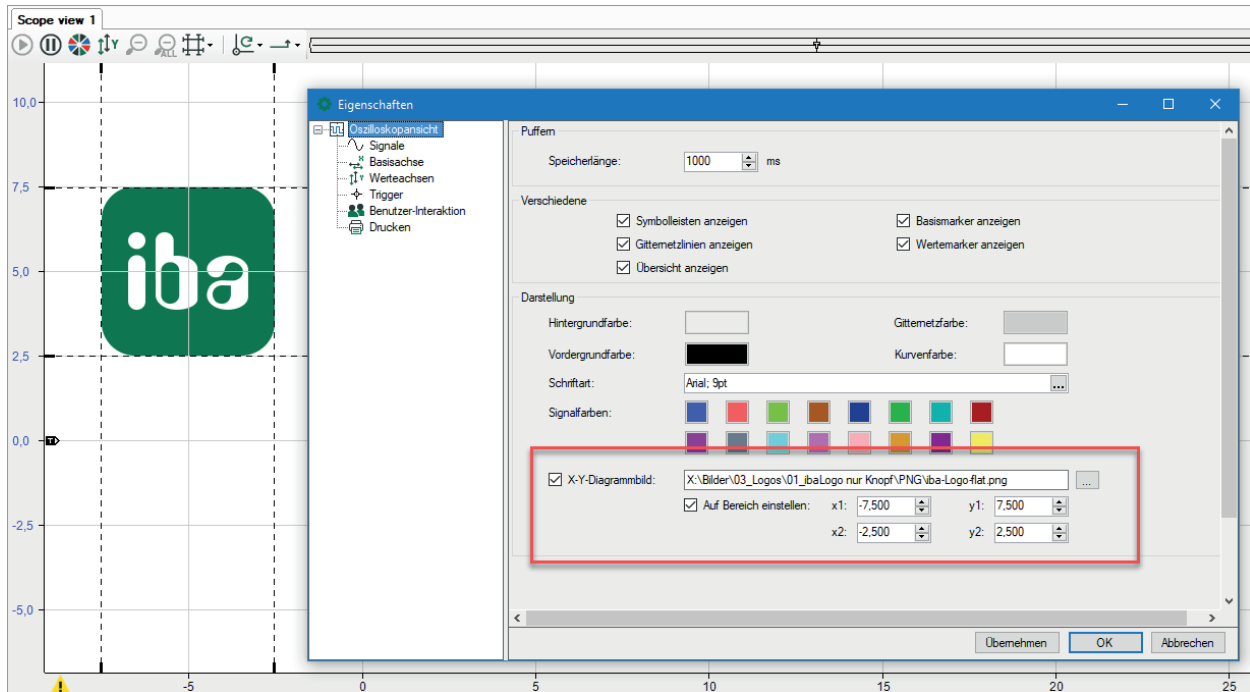 Scope view 1
ALL
10,0
7,5
5,0
2,5
0,0
-2,5
-5,0
iba
T
-5
0
5
10
15
20
25
Eigenschaften
Oszilloskopansicht
Signale
Basisachse
Werteachsen
Trigger
Benutzer-Interaktion
Drucken
Puffern
Speicherlänge: 1000 ms
Verschiedene
Symbolleisten anzeigen Basismarker anzeigen
Gitternetzlinien anzeigen Wertemarker anzeigen
Übersicht anzeigen
Darstellung
Hintergrundfarbe: Gitternetzfarbe:
Vordergrundfarbe: Kurvenfarbe:
Schriftart: Arial; 9pt ...
Signalfarben:
X-Y-Diagrammbild: X:\Bilder\03_Logos\01_ibaLogo nur Knopf\PNG\iba-Logo-flat.png ...
Auf Bereich einstellen: x1: -7,500 y1: 7,500
x2: -2,500 y2: 2,500
Übernehmen OK Abbrechen